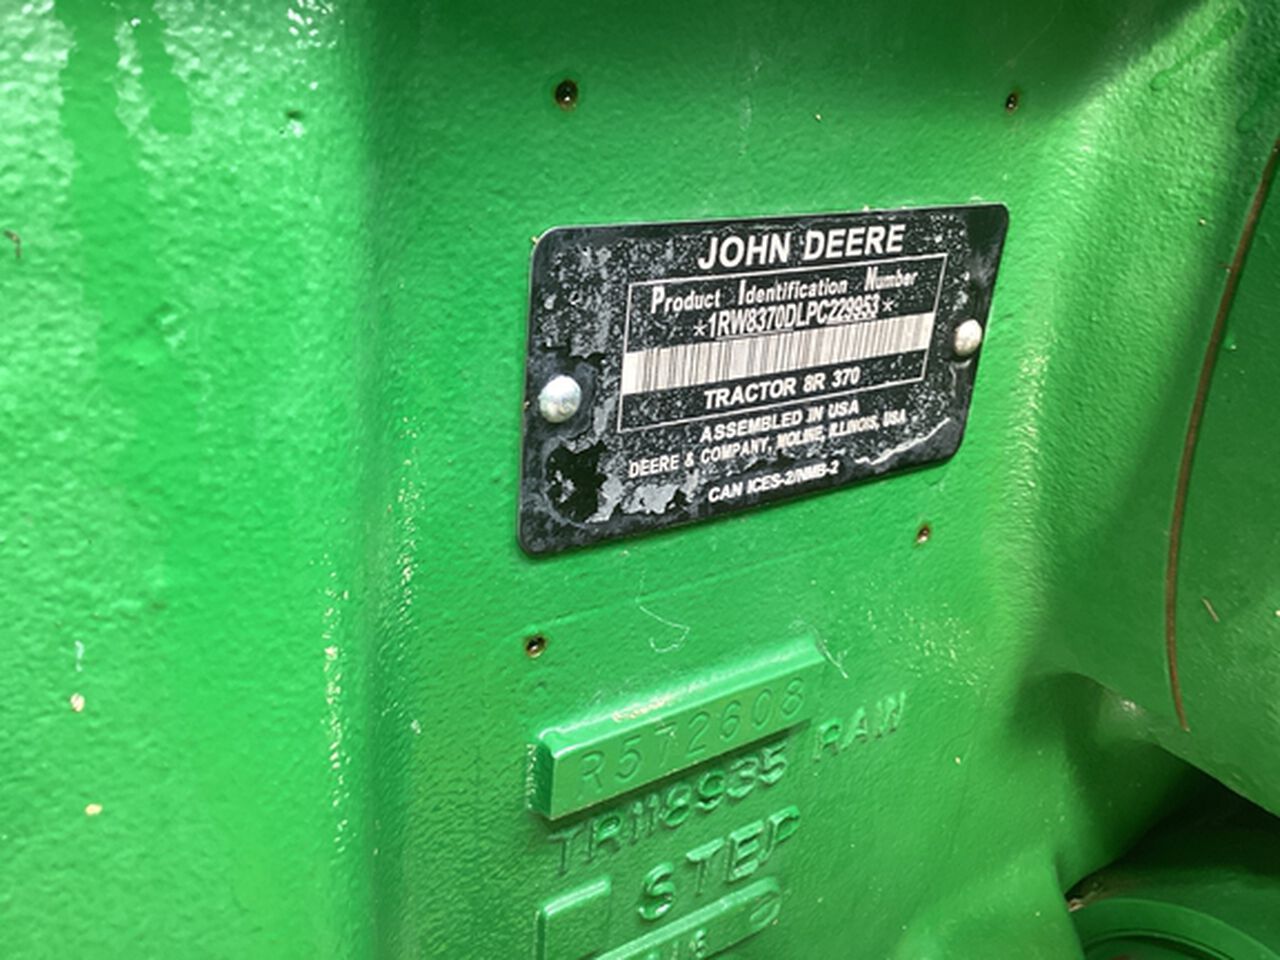 JOHN DEERE
Product Identification Number
*1RW8370DLPC229953*
TRACTOR 8R 370
ASSEMBLED IN USA
DEERE & COMPANY, MOLINE, ILLINOIS, USA
CAN ICES-2/NMB-2
R572608
TR118935 RAW
STEP